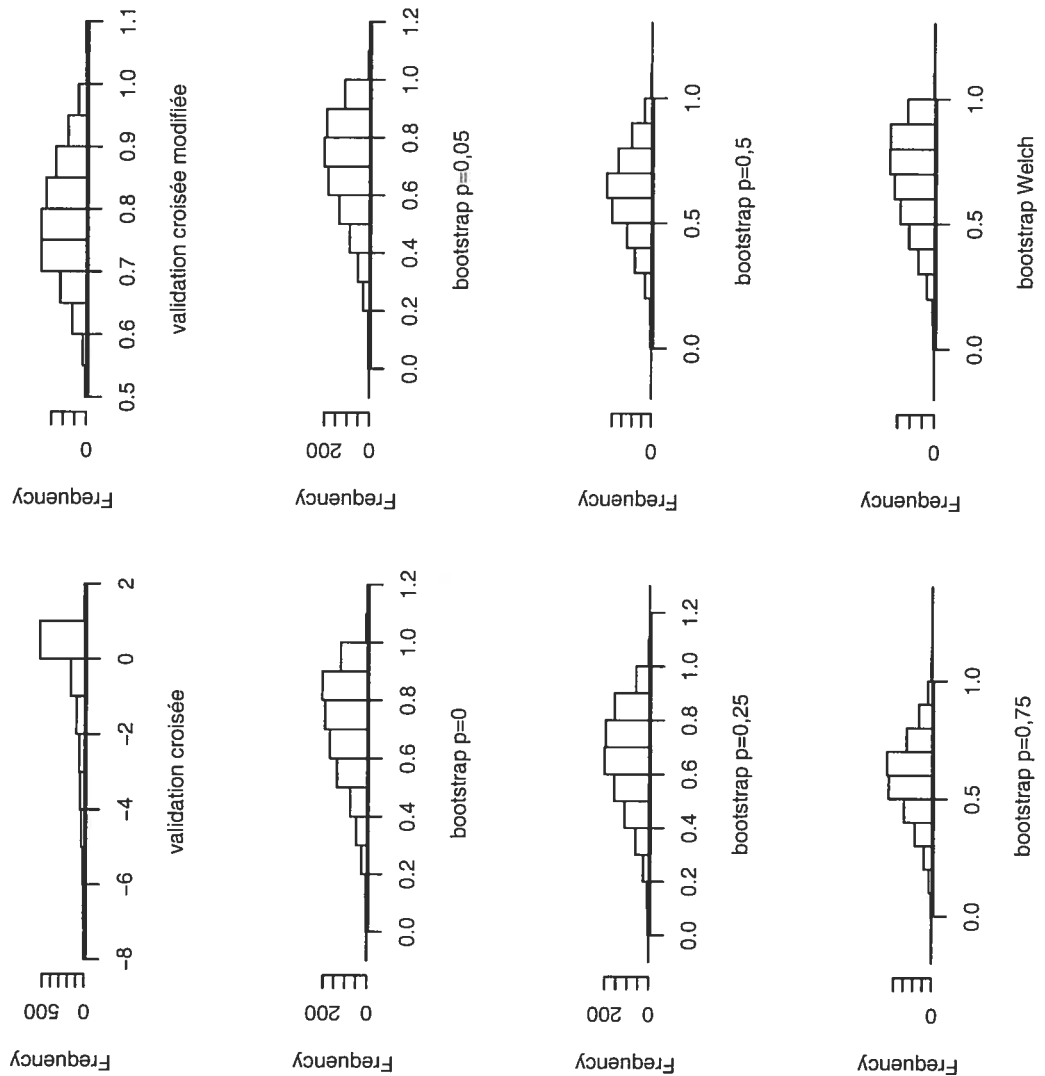 Frequency
500
0
-8 -6 -4 -2 0 2
validation croisée
Frequency
0
0.5 0.6 0.7 0.8 0.9 1.0 1.1
validation croisée modifiée
Frequency
200
0
0.0 0.2 0.4 0.6 0.8 1.0 1.2
bootstrap p=0
Frequency
200
0
0.0 0.2 0.4 0.6 0.8 1.0 1.2
bootstrap p=0,05
Frequency
200
0
0.0 0.2 0.4 0.6 0.8 1.0 1.2
bootstrap p=0,25
Frequency
0
0.0 0.5 1.0
bootstrap p=0,5
Frequency
0
0.0 0.5 1.0
bootstrap p=0,75
Frequency
0
0.0 0.5 1.0
bootstrap Welch